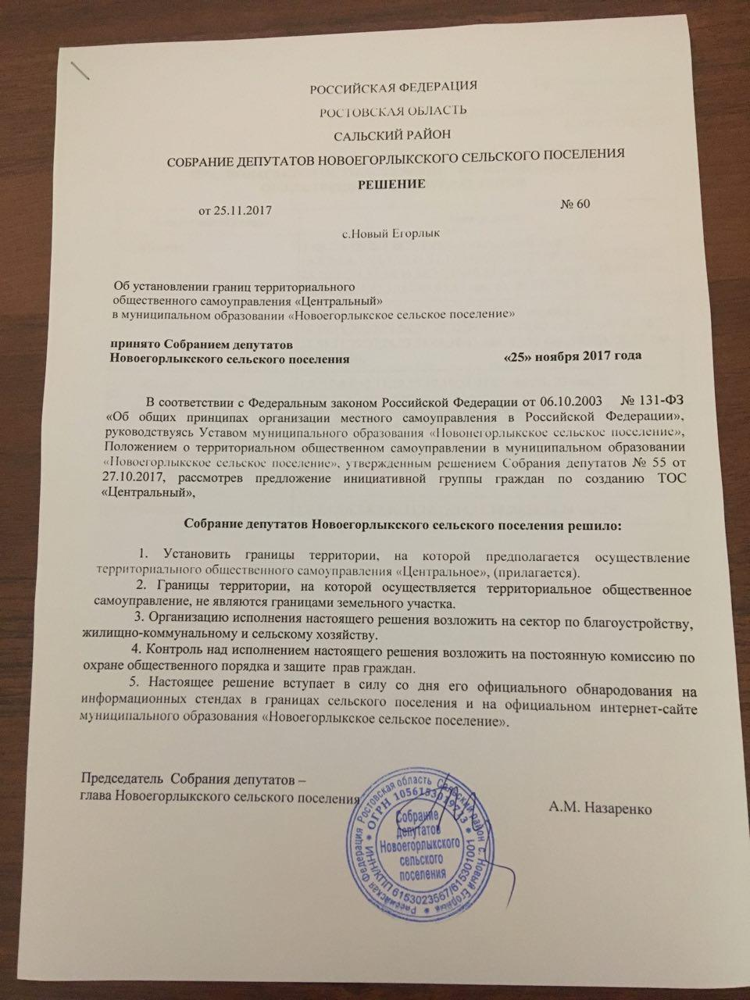 РОССИЙСКАЯ ФЕДЕРАЦИЯ
РОСТОВСКАЯ ОБЛАСТЬ
САЛЬСКИЙ РАЙОН
СОБРАНИЕ ДЕПУТАТОВ НОВОЕГОРЛЫКСКОГО СЕЛЬСКОГО ПОСЕЛЕНИЯ
РЕШЕНИЕ
от 25.11.2017 № 60
с.Новый Егорлык
Об установлении границ территориального
общественного самоуправления «Центральный»
в муниципальном образовании «Новоегорлыкское сельское поселение»
принято Собранием депутатов
Новоегорлыкского сельского поселения «25» ноября 2017 года
В соответствии с Федеральным законом Российской Федерации от 06.10.2003 № 131-ФЗ
«Об общих принципах организации местного самоуправления в Российской Федерации»,
руководствуясь Уставом муниципального образования «Новонегорлыкское сельское поселение»,
Положением о территориальном общественном самоуправлении в муниципальном образовании
«Новоегорлыкское сельское поселение», утвержденным решением Собрания депутатов № 55 от
27.10.2017, рассмотрев предложение инициативной группы граждан по созданию ТОС
«Центральный»,
Собрание депутатов Новоегорлыкского сельского поселения решило:
1. Установить границы территории, на которой предполагается осуществление
территориального общественного самоуправления «Центральное», (прилагается).
2. Границы территории, на которой осуществляется территориальное общественное
самоуправление, не являются границами земельного участка.
3. Организацию исполнения настоящего решения возложить на сектор по благоустройству,
жилищно-коммунальному и сельскому хозяйству.
4. Контроль над исполнением настоящего решения возложить на постоянную комиссию по
охране общественного порядка и защите прав граждан.
5. Настоящее решение вступает в силу со дня его официального обнародования на
информационных стендах в границах сельского поселения и на официальном интернет-сайте
муниципального образования «Новоегорлыкское сельское поселение».
Председатель Собрания депутатов –
глава Новоегорлыкского сельского поселения
А.М. Назаренко
Российская Федерация Ростовская область Сальский район с. Новый Егорлык
ОГРН 1056153019713
ИНН/КПП 6153023567/615301001
Собрание
депутатов
Новоегорлыкского
сельского
поселения